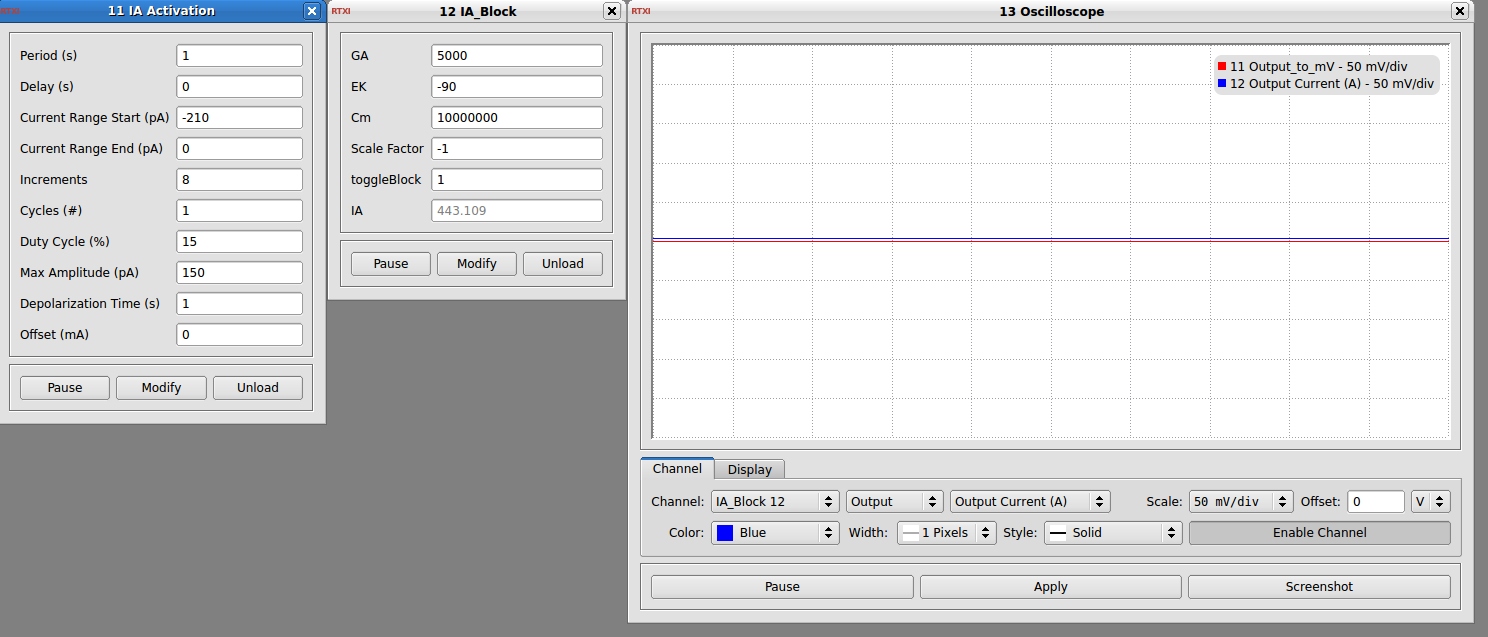 RTXI 11 IA Activation
Period (s) 1
Delay (s) 0
Current Range Start (pA) -210
Current Range End (pA) 0
Increments 8
Cycles (#) 1
Duty Cycle (%) 15
Max Amplitude (pA) 150
Depolarization Time (s) 1
Offset (mA) 0
Pause Modify Unload
RTXI 12 IA_Block
GA 5000
EK -90
Cm 10000000
Scale Factor -1
toggleBlock 1
IA 443.109
Pause Modify Unload
RTXI 13 Oscilloscope
11 Output_to_mV - 50 mV/div
12 Output Current (A) - 50 mV/div
Channel Display
Channel: IA_Block 12 Output Output Current (A) Scale: 50 mV/div Offset: 0 V
Color: Blue Width: 1 Pixels Style: Solid Enable Channel
Pause Apply Screenshot